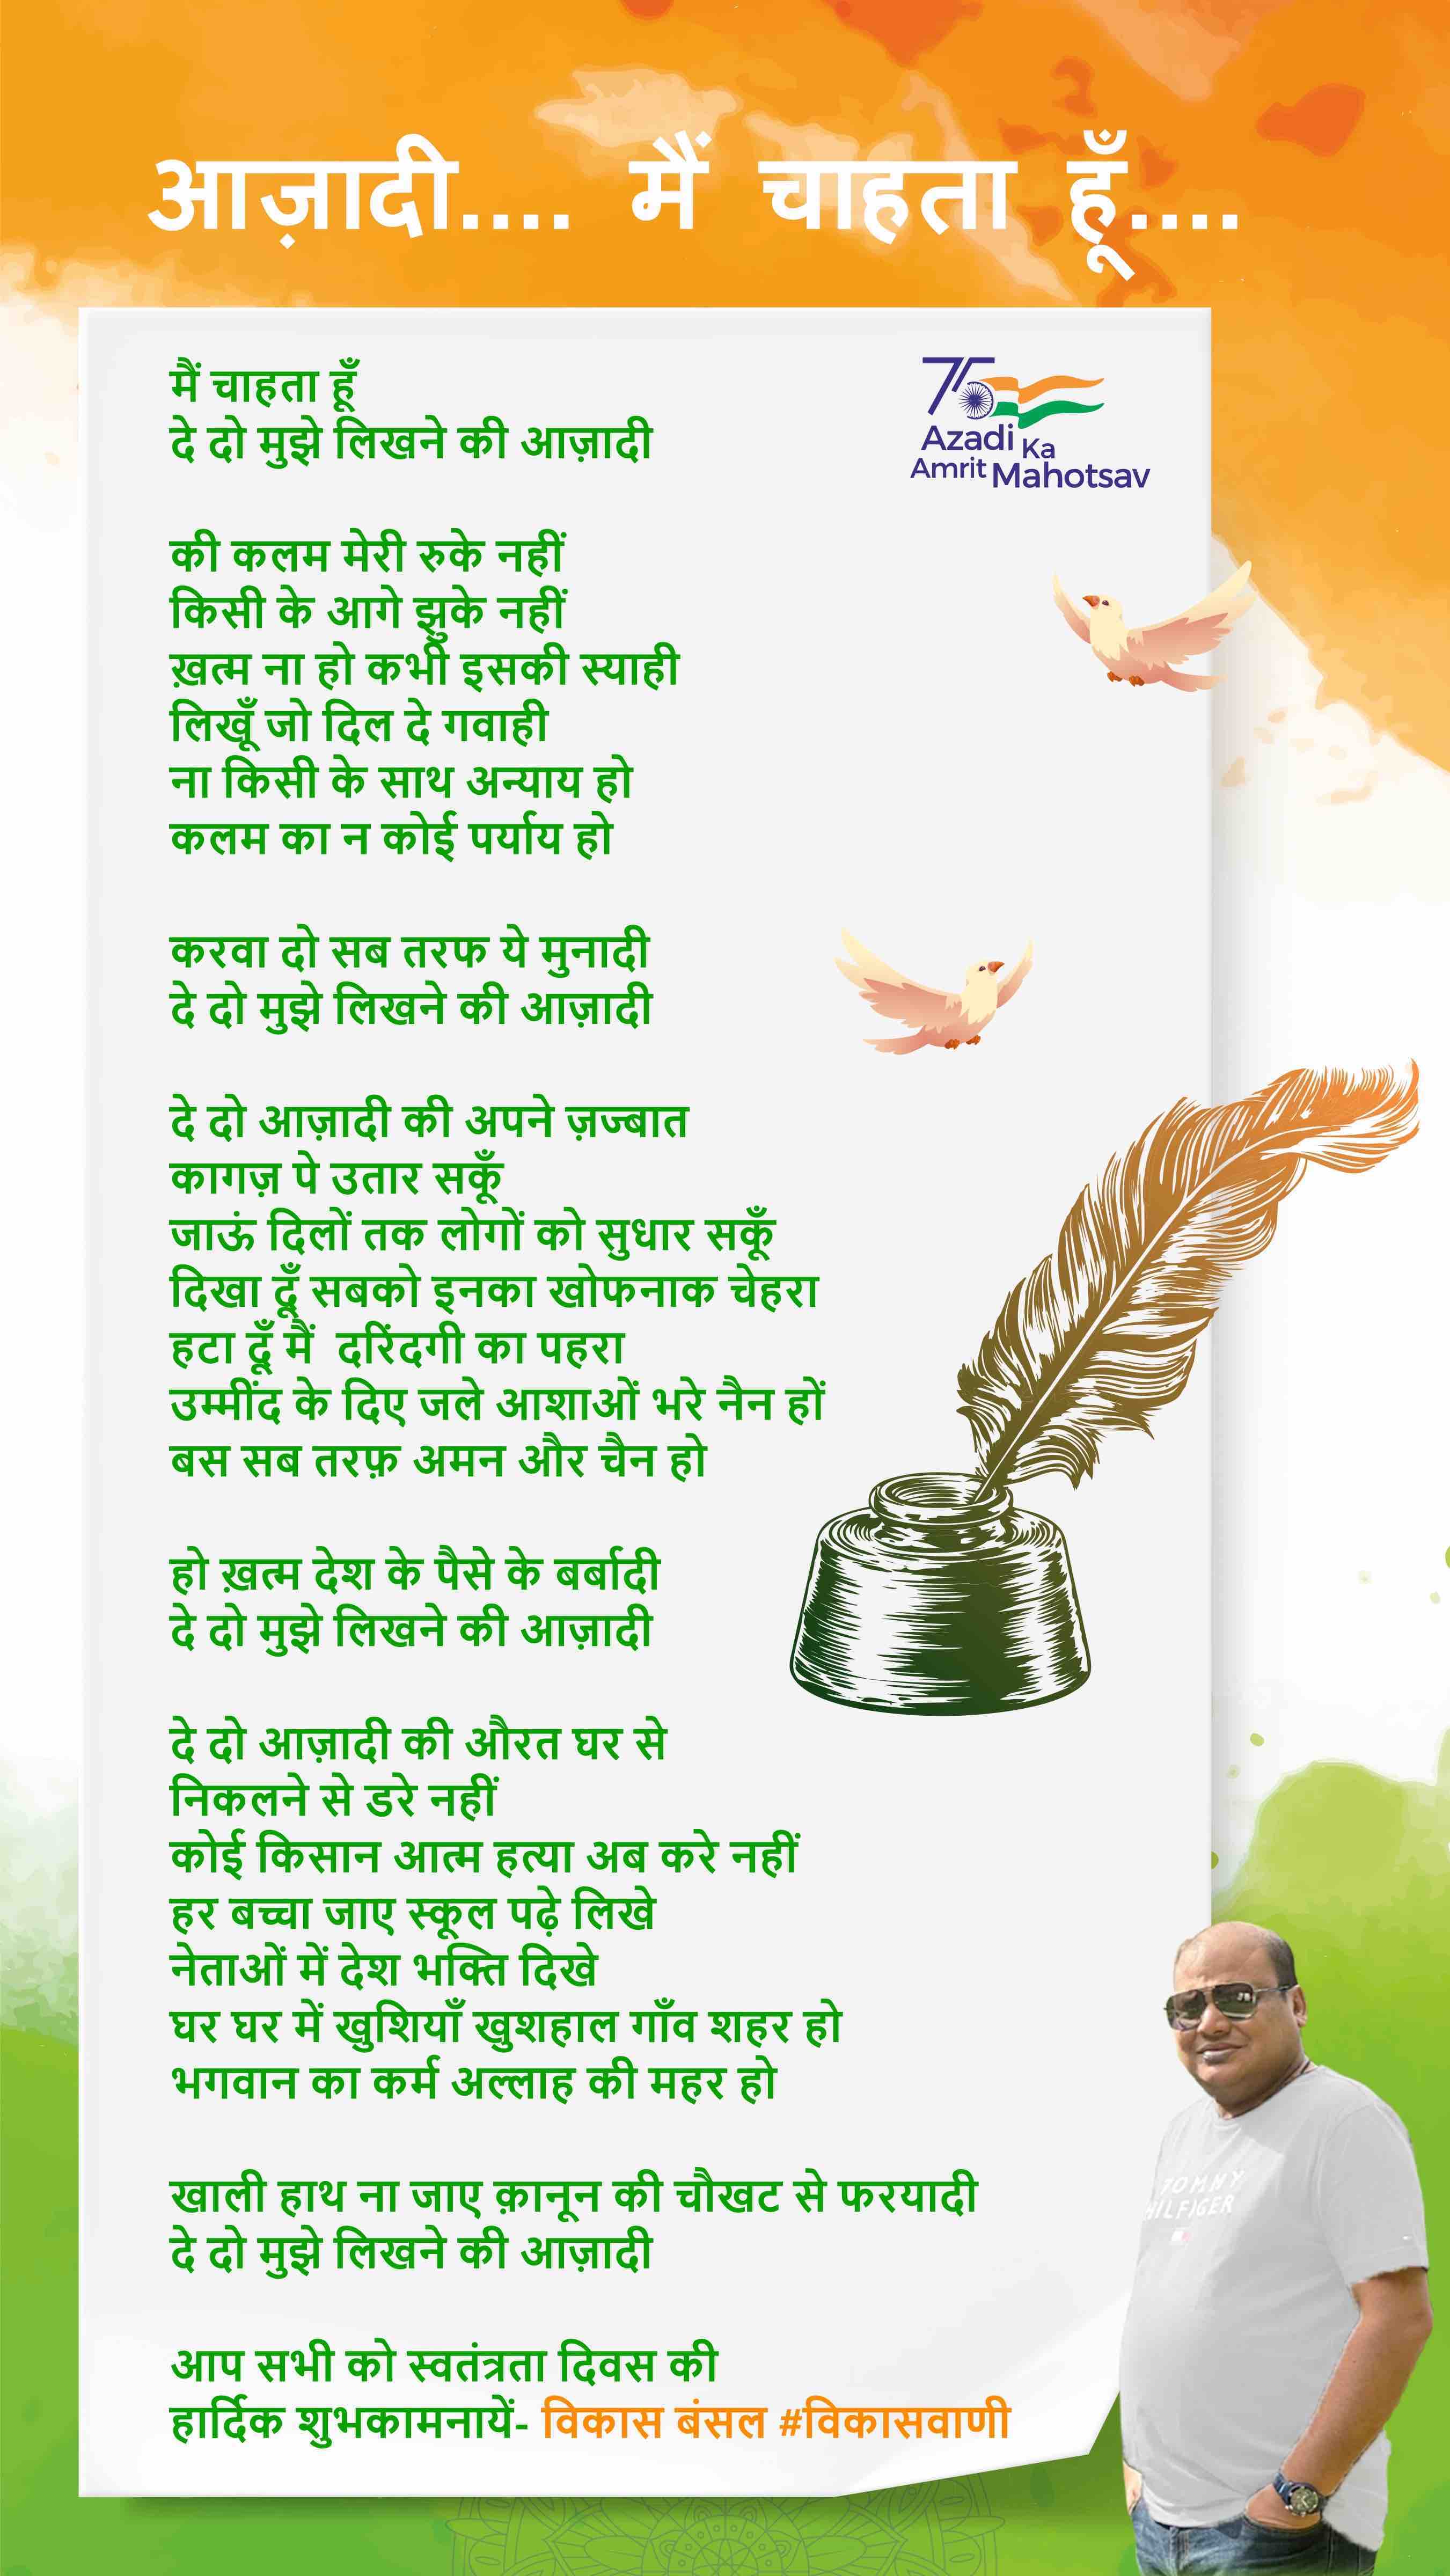 आज़ादी.... मैं चाहता हूँ....
मैं चाहता हूँ
दे दो मुझे लिखने की आज़ादी
75
Azadi Ka
Amrit Mahotsav
की कलम मेरी रुके नहीं
किसी के आगे झुके नहीं
ख़त्म ना हो कभी इसकी स्याही
लिखूँ जो दिल दे गवाही
ना किसी के साथ अन्याय हो
कलम का न कोई पर्याय हो
करवा दो सब तरफ ये मुनादी
दे दो मुझे लिखने की आज़ादी
दे दो आज़ादी की अपने ज़ज्बात
कागज़ पे उतार सकूँ
जाऊं दिलों तक लोगों को सुधार सकूँ
दिखा दूँ सबको इनका खोफनाक चेहरा
हटा दूँ मैं दरिंदगी का पहरा
उम्मींद के दिए जले आशाओं भरे नैन हों
बस सब तरफ़ अमन और चैन हो
हो ख़त्म देश के पैसे के बर्बादी
दे दो मुझे लिखने की आज़ादी
दे दो आज़ादी की औरत घर से
निकलने से डरे नहीं
कोई किसान आत्म हत्या अब करे नहीं
हर बच्चा जाए स्कूल पढ़े लिखे
नेताओं में देश भक्ति दिखे
घर घर में खुशियाँ खुशहाल गाँव शहर हो
भगवान का कर्म अल्लाह की महर हो
खाली हाथ ना जाए क़ानून की चौखट से फरयादी
दे दो मुझे लिखने की आज़ादी
आप सभी को स्वतंत्रता दिवस की
हार्दिक शुभकामनायें- विकास बंसल #विकासवाणी
TOMMY
HILFIGER